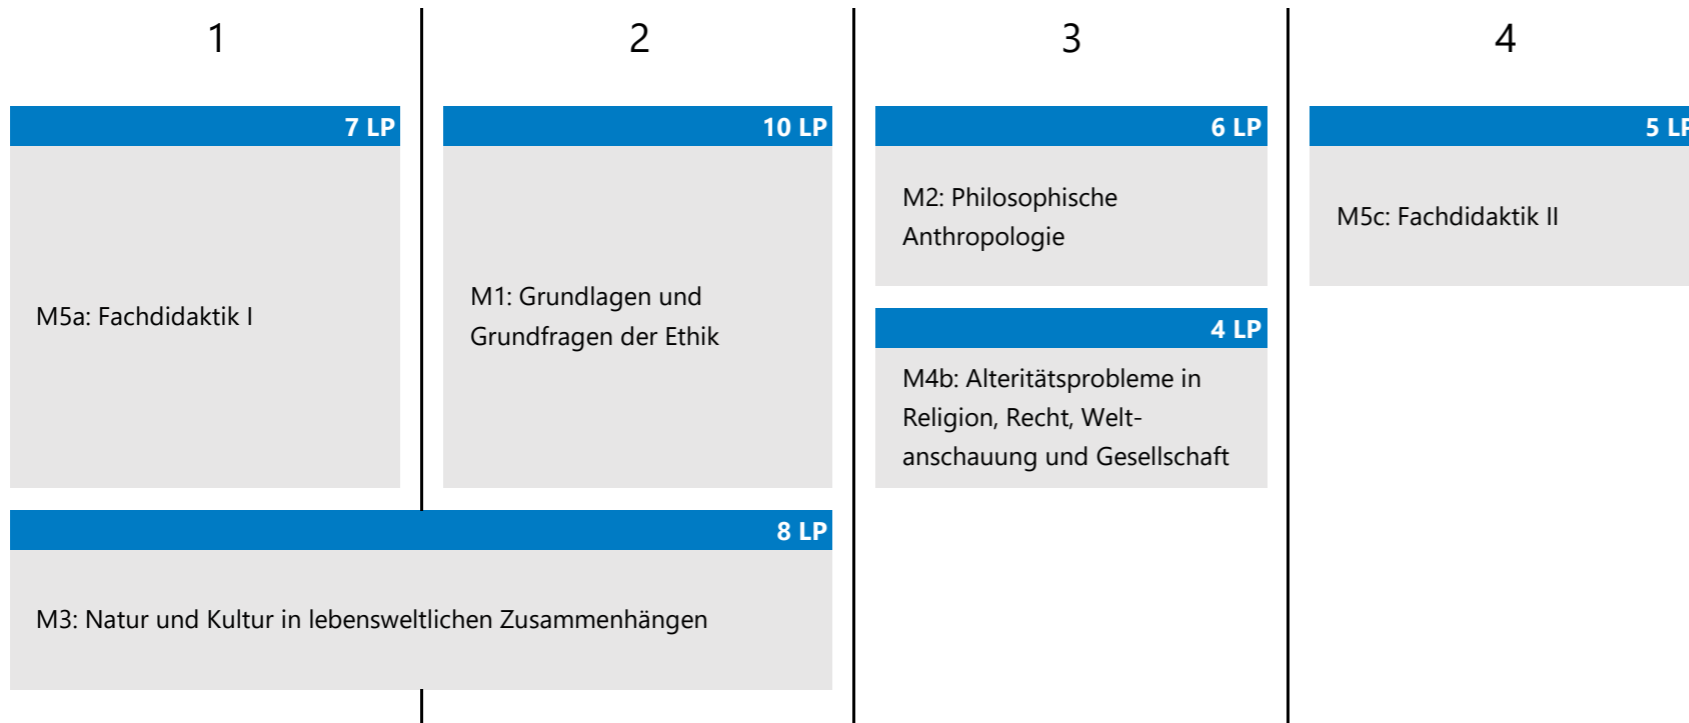 1
2
3
4
7 LP
M5a: Fachdidaktik I
10 LP
M1: Grundlagen und
Grundfragen der Ethik
6 LP
M2: Philosophische
Anthropologie
5 LP
M5c: Fachdidaktik II
4 LP
M4b: Alteritätsprobleme in
Religion, Recht, Welt-
anschauung und Gesellschaft
8 LP
M3: Natur und Kultur in lebensweltlichen Zusammenhängen